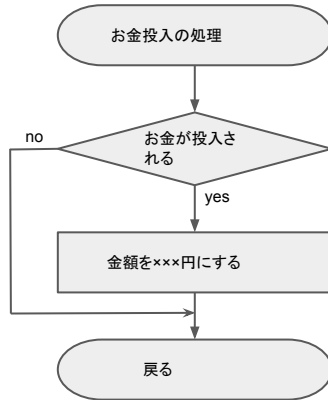 お金投入の処理
no
お金が投入さ
れる
yes
金額を×××円にする
戻る